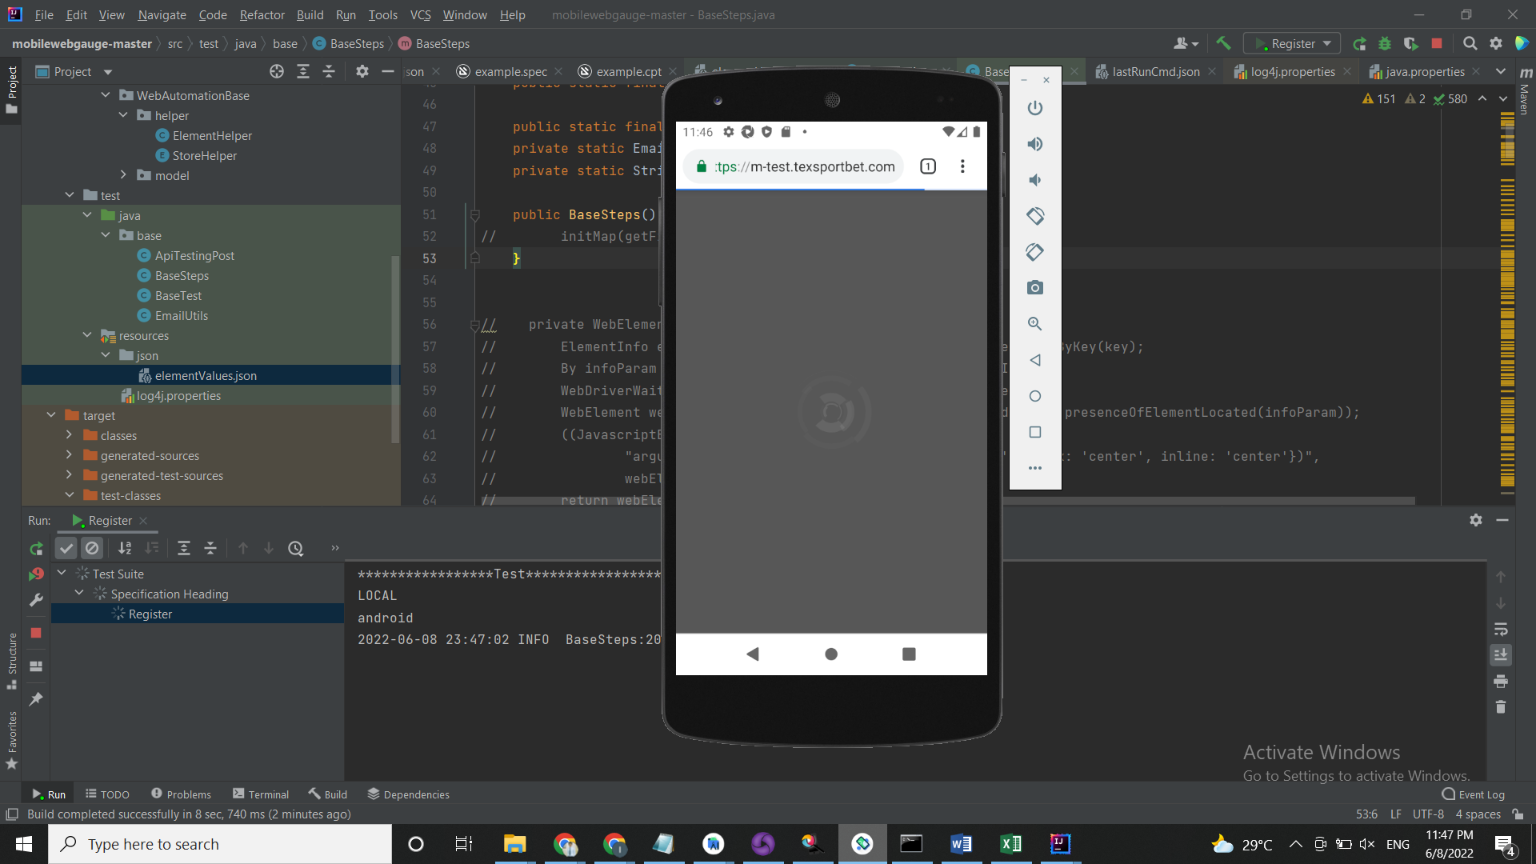 File Edit View Navigate Code Refactor Build Run Tools VCS Window Help mobilewebgauge-master - BaseSteps.java
mobilewebgauge-master src test java base BaseSteps BaseSteps
Register
Project
son example.spec example.cpt
lastRunCmd.json log4j.properties java.properties
151 2 580
WebAutomationBase
helper
ElementHelper
StoreHelper
model
test
java
base
ApiTestingPost
BaseSteps
BaseTest
EmailUtils
resources
json
elementValues.json
log4j.properties
target
classes
generated-sources
generated-test-sources
test-classes
46
47 public static final
48 private static Emai
49 private static Stri
50
51 public BaseSteps()
52 // initMap(getF
53 }
54
55
56 // private WebElemen
57 // ElementInfo e yKey(key);
58 // By infoParam
59 // WebDriverWait
60 // WebElement we presenceOfElementLocated(infoParam));
61 // ((JavascriptE
62 // "argu : 'center', inline: 'center'})",
63 // webEl
64 // return webEle
11:46
:tps://m-test.texsportbet.com
1
Run: Register
Test Suite
Specification Heading
Register
*****************Test*****************
LOCAL
android
2022-06-08 23:47:02 INFO BaseSteps:20
Project
Structure
Favorites
Maven
Activate Windows
Go to Settings to activate Windows.
Run TODO Problems Terminal Build Dependencies Event Log
Build completed successfully in 8 sec, 740 ms (2 minutes ago) 53:6 LF UTF-8 4 spaces
Type here to search
29°C ENG
11:47 PM
6/8/2022
4